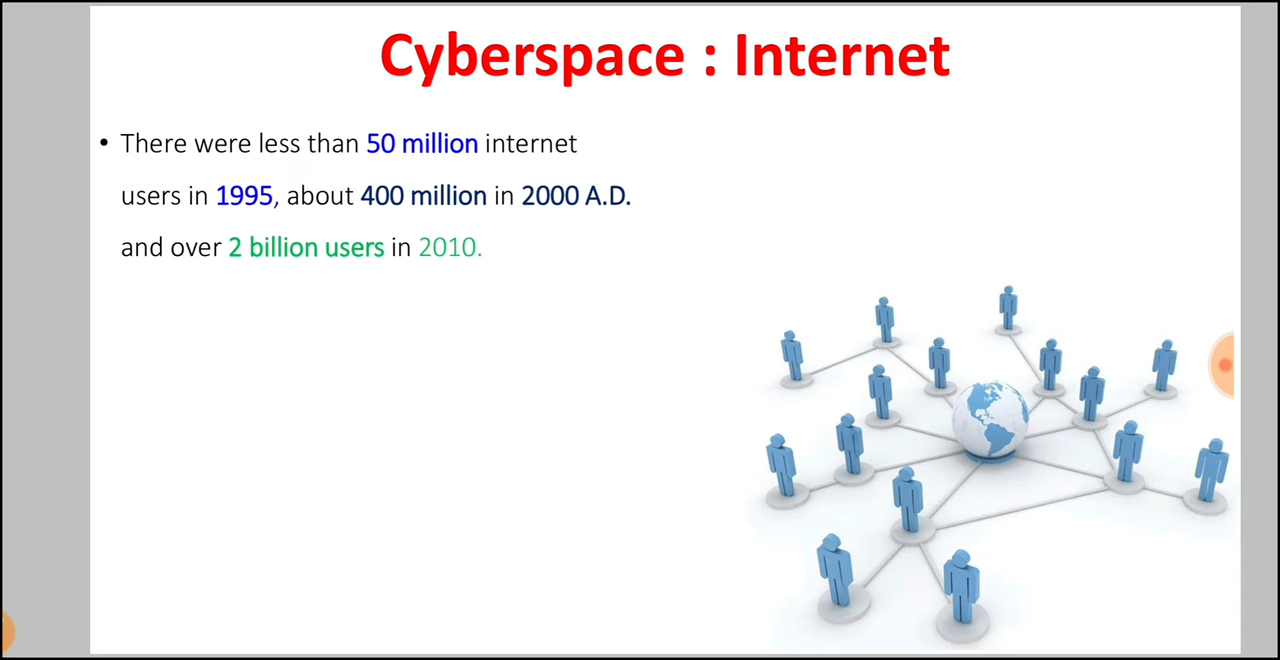 Cyberspace : Internet
• There were less than 50 million internet
users in 1995, about 400 million in 2000 A.D.
and over 2 billion users in 2010.